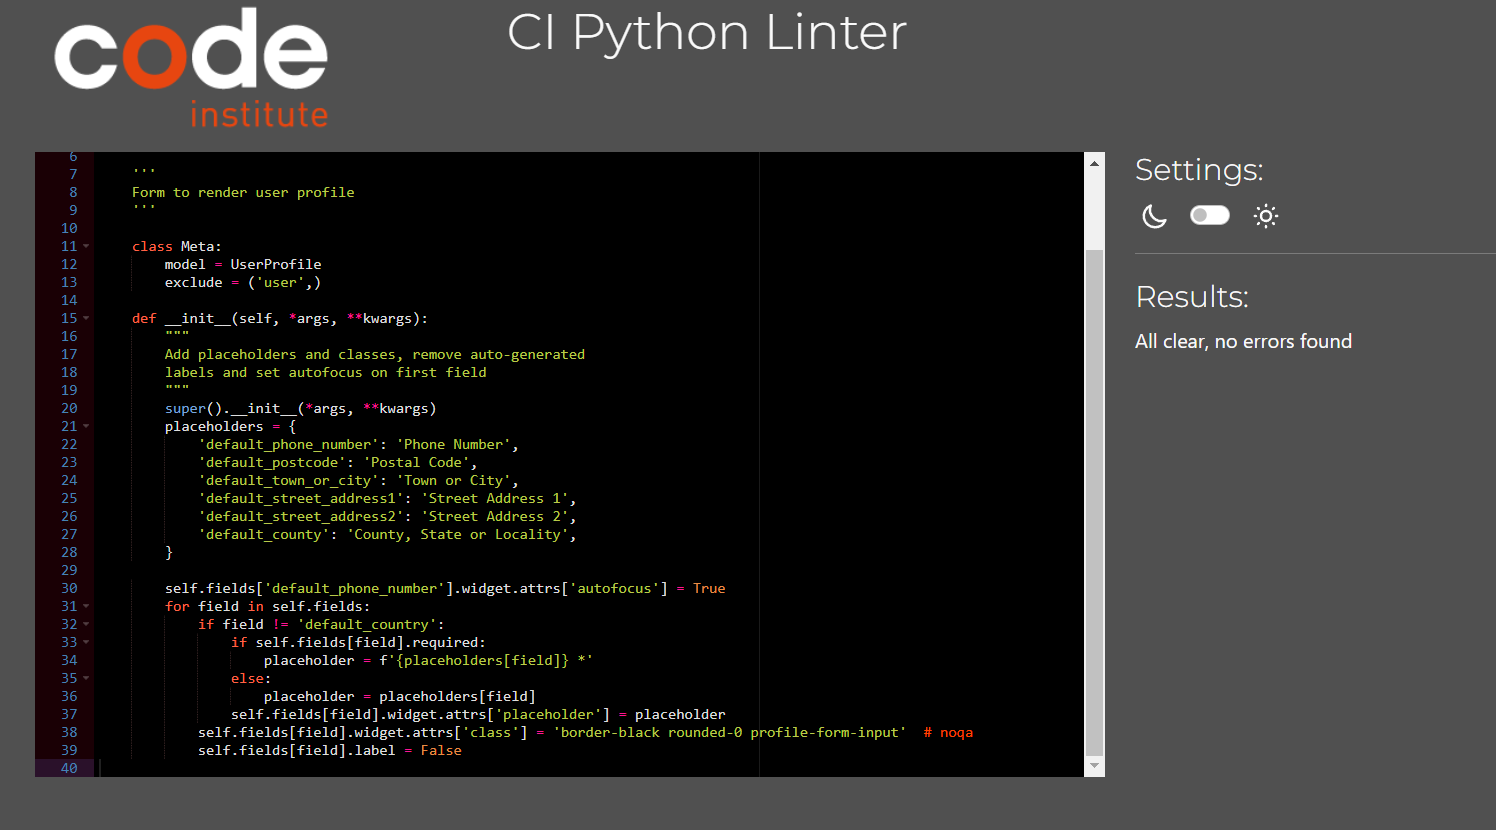 code
institute
CI Python Linter
6
7 '''
8 Form to render user profile
9 '''
10
11 class Meta:
12 model = UserProfile
13 exclude = ('user',)
14
15 def __init__(self, *args, **kwargs):
16 """
17 Add placeholders and classes, remove auto-generated
18 labels and set autofocus on first field
19 """
20 super().__init__(*args, **kwargs)
21 placeholders = {
22 'default_phone_number': 'Phone Number',
23 'default_postcode': 'Postal Code',
24 'default_town_or_city': 'Town or City',
25 'default_street_address1': 'Street Address 1',
26 'default_street_address2': 'Street Address 2',
27 'default_county': 'County, State or Locality',
28 }
29
30 self.fields['default_phone_number'].widget.attrs['autofocus'] = True
31 for field in self.fields:
32 if field != 'default_country':
33 if self.fields[field].required:
34 placeholder = f'{placeholders[field]} *'
35 else:
36 placeholder = placeholders[field]
37 self.fields[field].widget.attrs['placeholder'] = placeholder
38 self.fields[field].widget.attrs['class'] = 'border-black rounded-0 profile-form-input'  # noqa
39 self.fields[field].label = False
40
Settings:
Results:
All clear, no errors found